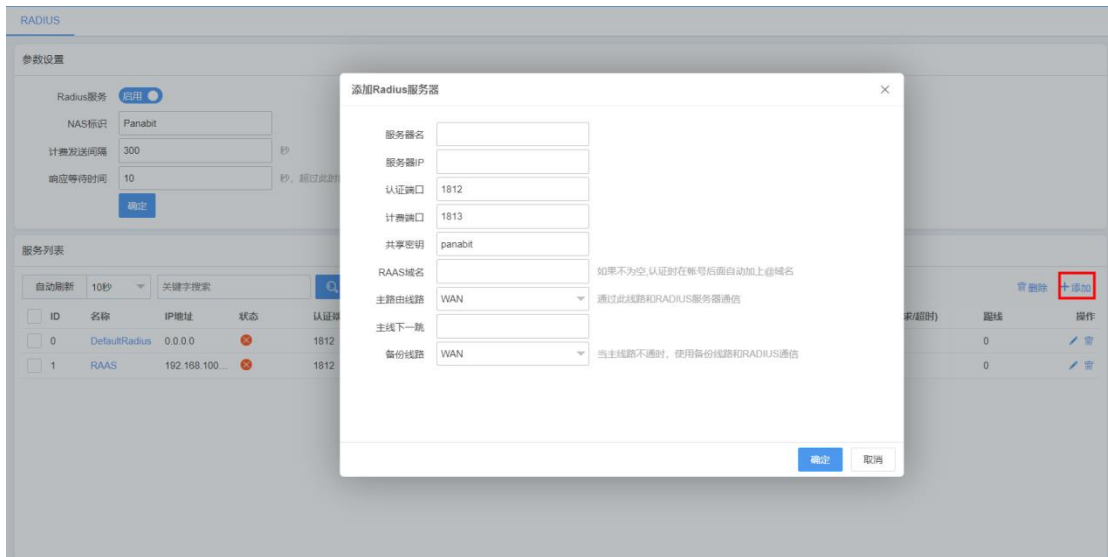 RADIUS
参数设置
Radius服务 启用
NAS标识 Panabit
计费发送间隔 300 秒
响应等待时间 10 秒，超过此时
确定
服务列表
自动刷新 10秒 关键字搜索 删除 +添加
ID 名称 IP地址 状态 认证端 求/超时) 踢线 操作
0 DefaultRadius 0.0.0.0 1812 0
1 RAAS 192.168.100... 1812 0
添加Radius服务器
服务器名
服务器IP
认证端口 1812
计费端口 1813
共享密钥 panabit
RAAS域名 如果不为空,认证时在帐号后面自动加上@域名
主路由线路 WAN 通过此线路和RADIUS服务器通信
主线下一跳
备份线路 WAN 当主线路不通时，使用备份线路和RADIUS通信
确定 取消